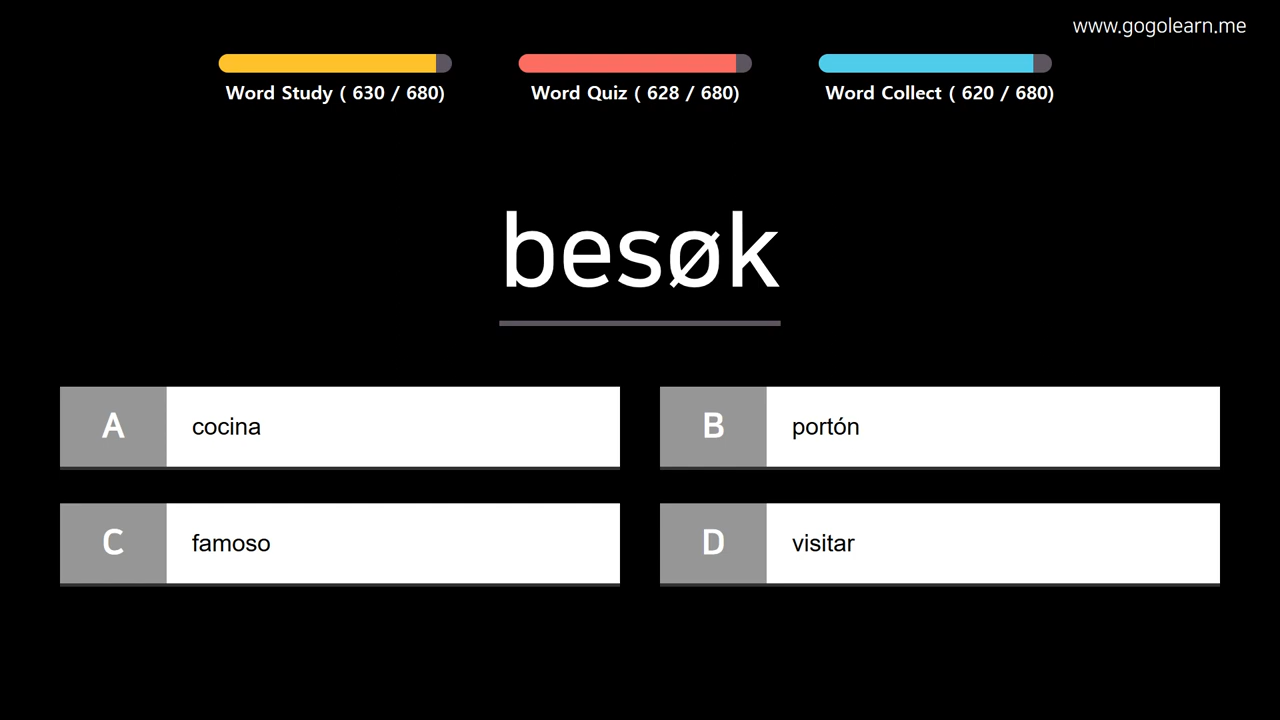 www.gogolearn.me
Word Study ( 630 / 680)
Word Quiz ( 628 / 680)
Word Collect ( 620 / 680)
besøk
A cocina
B portón
C famoso
D visitar